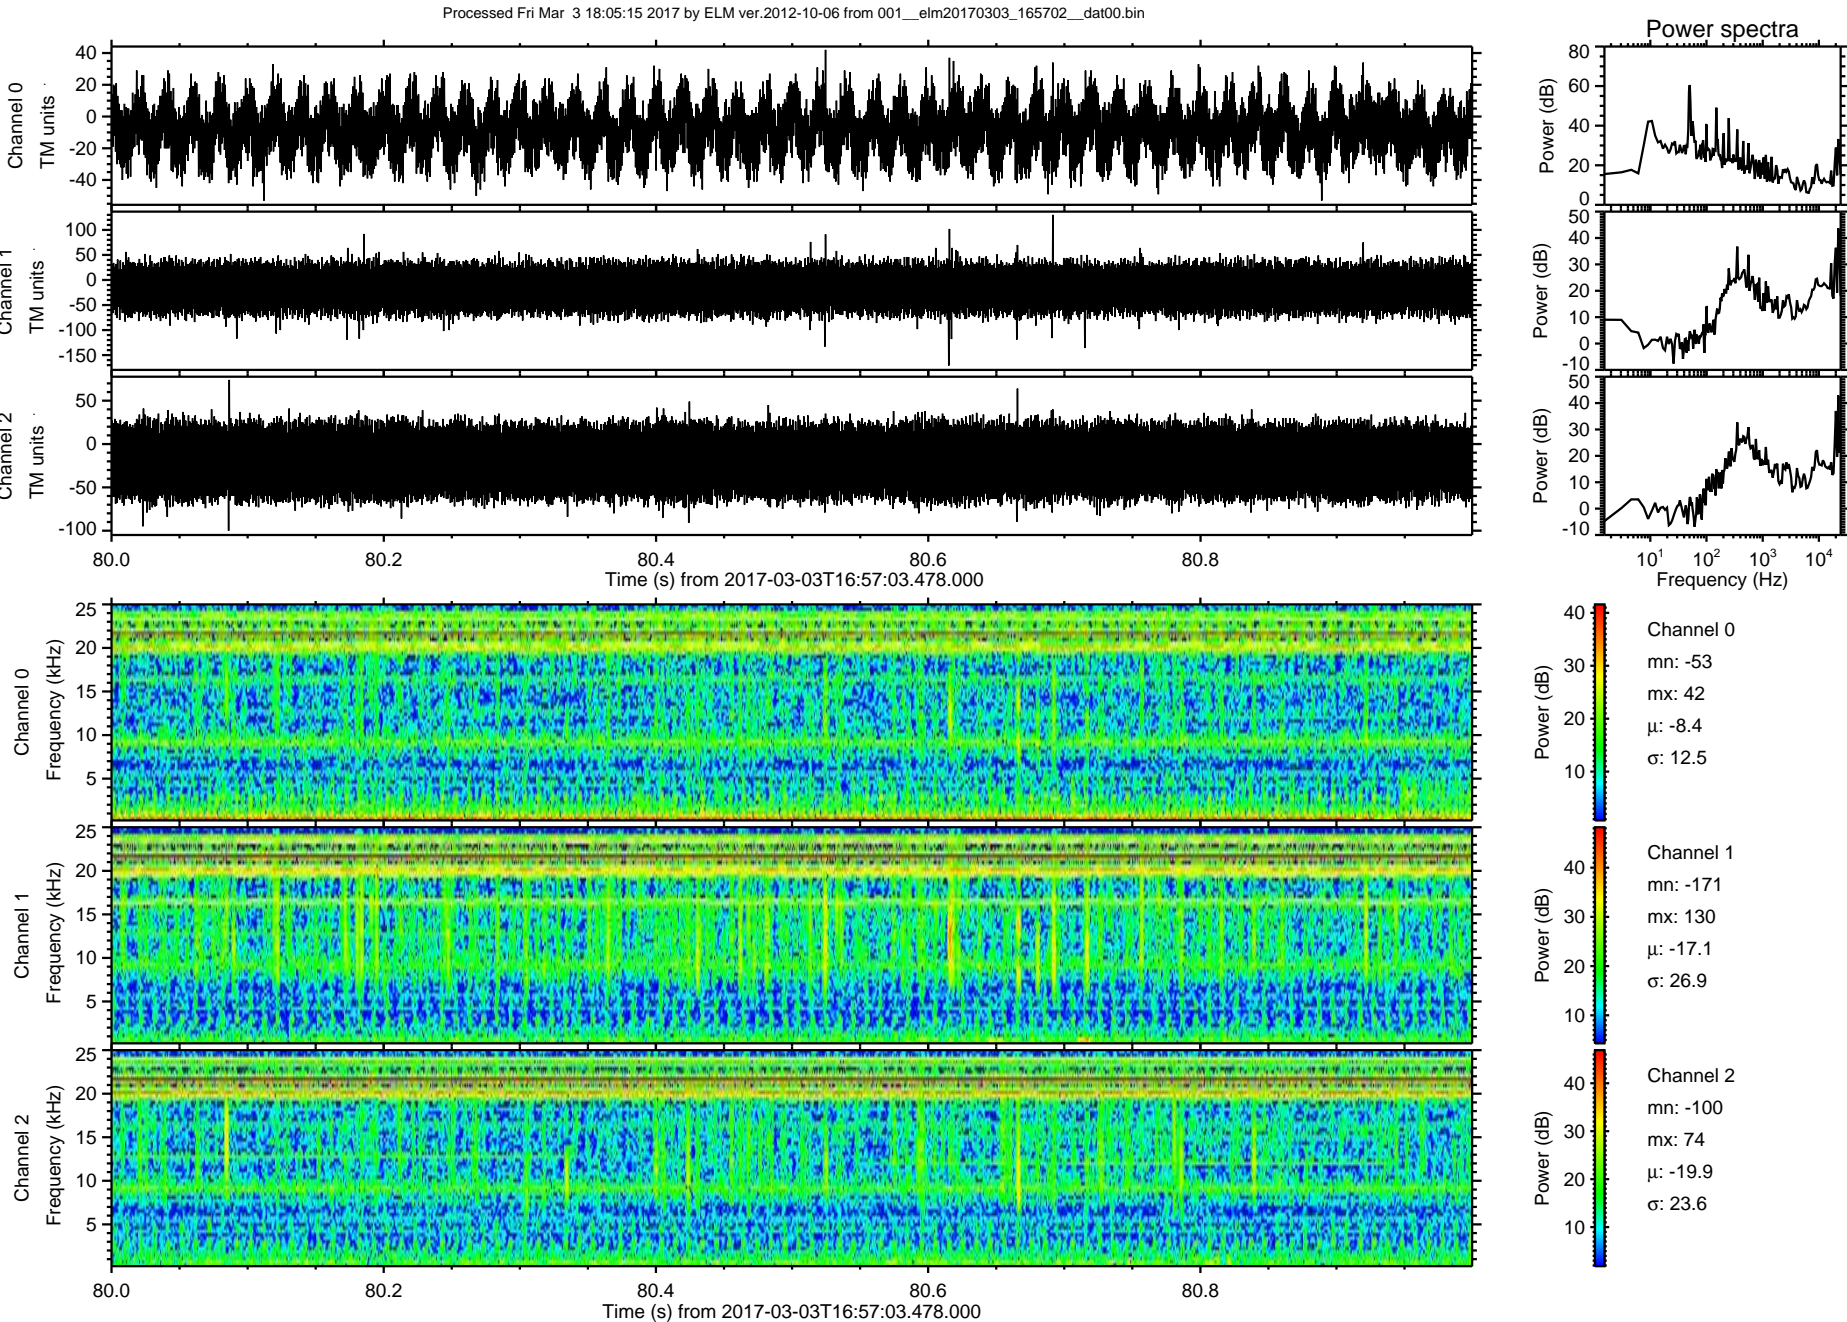 Processed Fri Mar  3 18:05:15 2017 by ELM ver.2012-10-06 from 001__elm20170303_165702__dat00.bin
Power spectra
Channel 0
TM units
40
20
0
-20
-40
Power (dB)
80
60
40
20
0
Channel 1
TM units
100
50
0
-50
-100
-150
Power (dB)
50
40
30
20
10
0
-10
Channel 2
TM units
50
0
-50
-100
Power (dB)
50
40
30
20
10
0
-10
80.0 80.2 80.4 80.6 80.8
Time (s) from 2017-03-03T16:57:03.478.000
10^1 10^2 10^3 10^4
Frequency (Hz)
Channel 0
Frequency (kHz)
25
20
15
10
5
Power (dB)
40
30
20
10
Channel 0
mn: -53
mx: 42
μ: -8.4
σ: 12.5
Channel 1
Frequency (kHz)
25
20
15
10
5
Power (dB)
40
30
20
10
Channel 1
mn: -171
mx: 130
μ: -17.1
σ: 26.9
Channel 2
Frequency (kHz)
25
20
15
10
5
Power (dB)
40
30
20
10
Channel 2
mn: -100
mx: 74
μ: -19.9
σ: 23.6
80.0 80.2 80.4 80.6 80.8
Time (s) from 2017-03-03T16:57:03.478.000